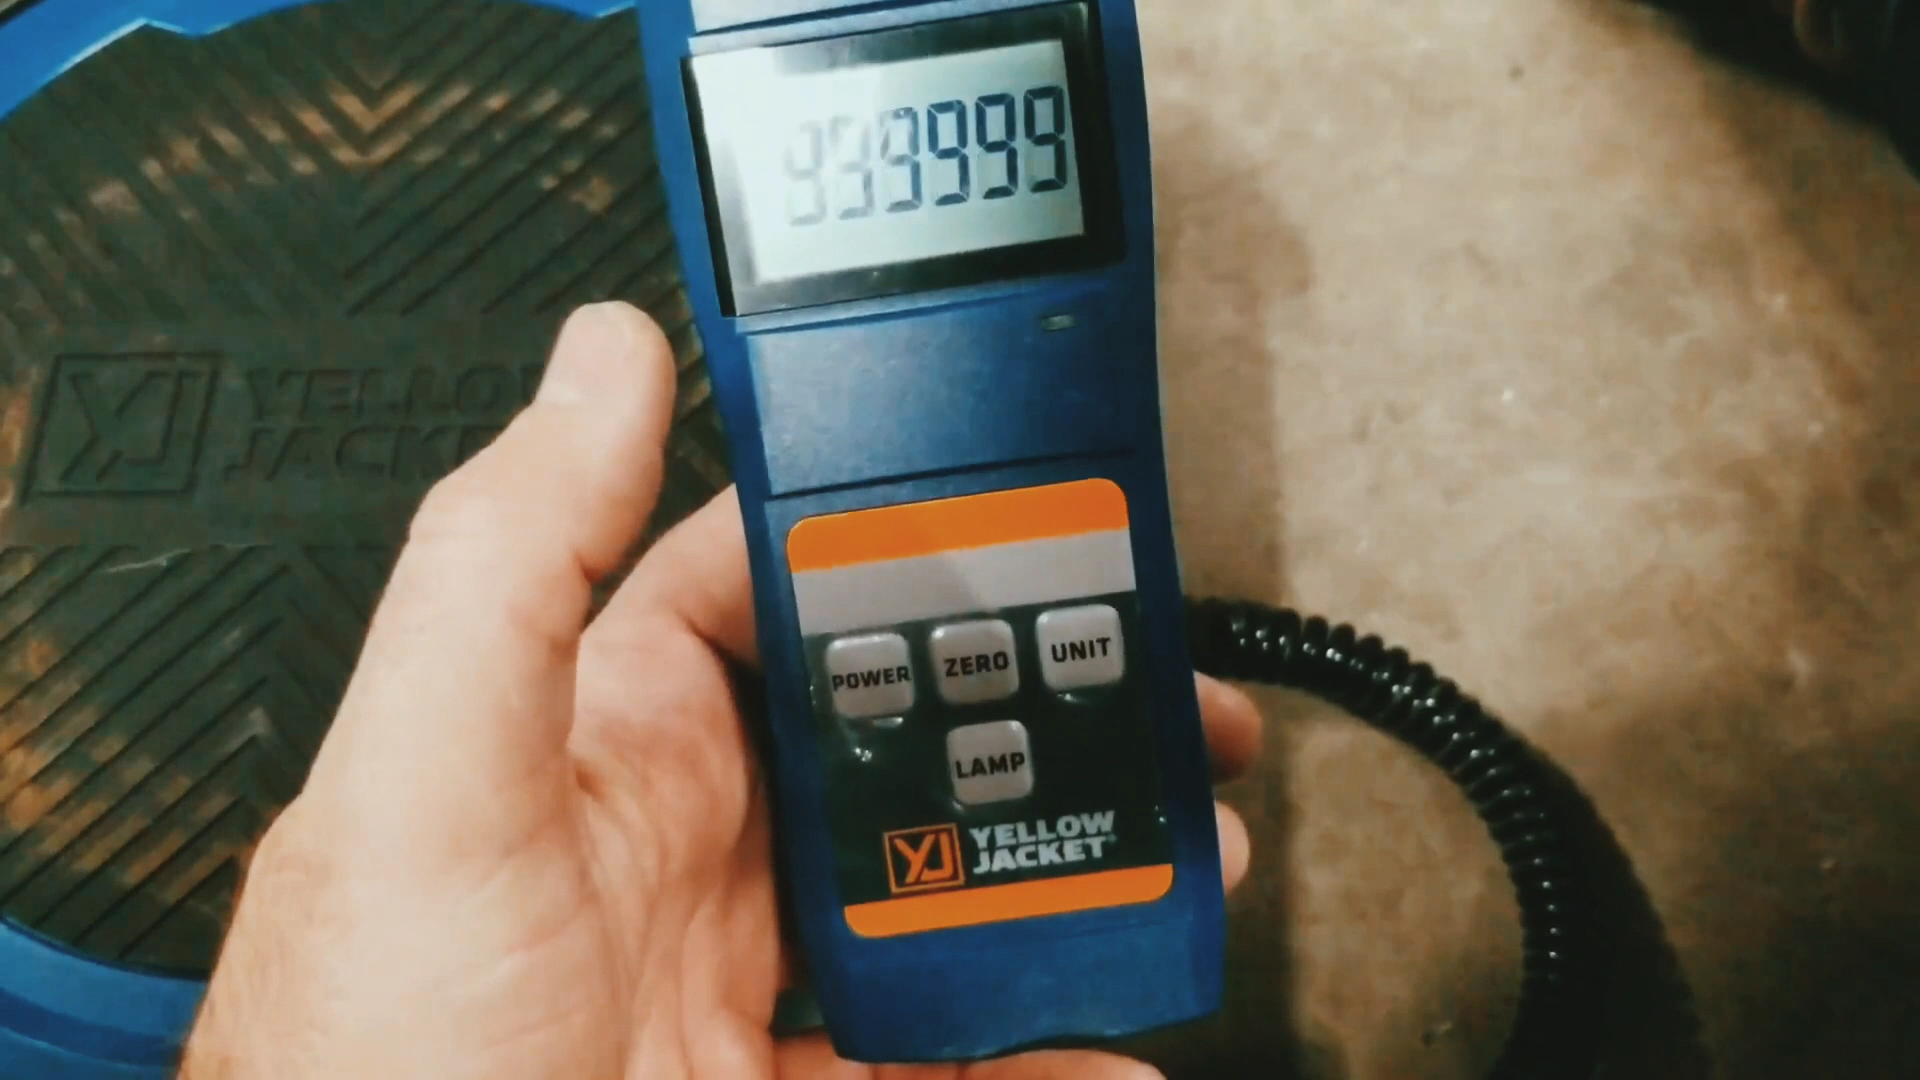 999999
POWER ZERO UNIT
LAMP
YJ YELLOW
JACKET
YJ YELLOW
JACKET